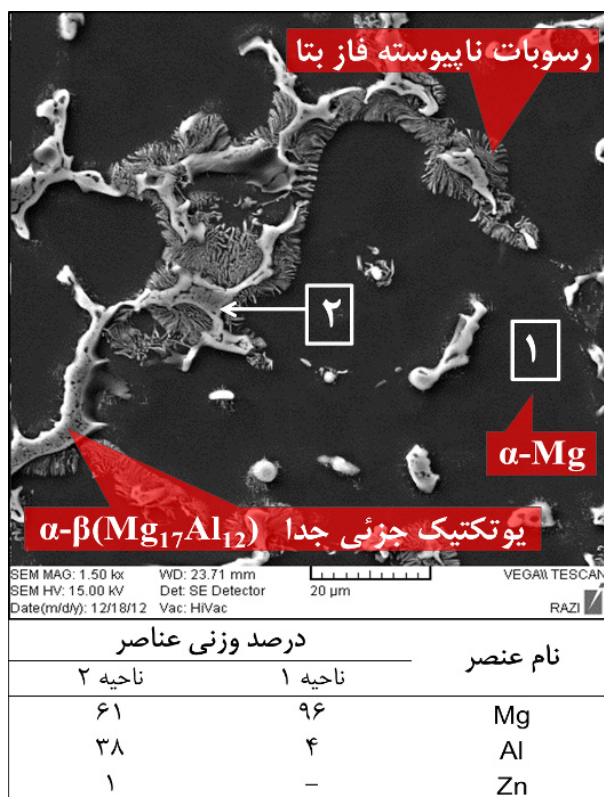 رسوبات ناپیوسته فاز بتا
۲
۱
α-Mg
یوتکتیک جزئی جدا α-β(Mg₁₇Al₁₂)
SEM MAG: 1.50 kx WD: 23.71 mm VEGA\\ TESCAN
SEM HV: 15.00 kV Det: SE Detector 20 µm
Date(m/d/y): 12/18/12 Vac: HiVac RAZI
نام عنصر درصد وزنی عناصر
ناحیه ۱ ناحیه ۲
Mg ۹۶ ۶۱
Al ۴ ۳۸
Zn – ۱